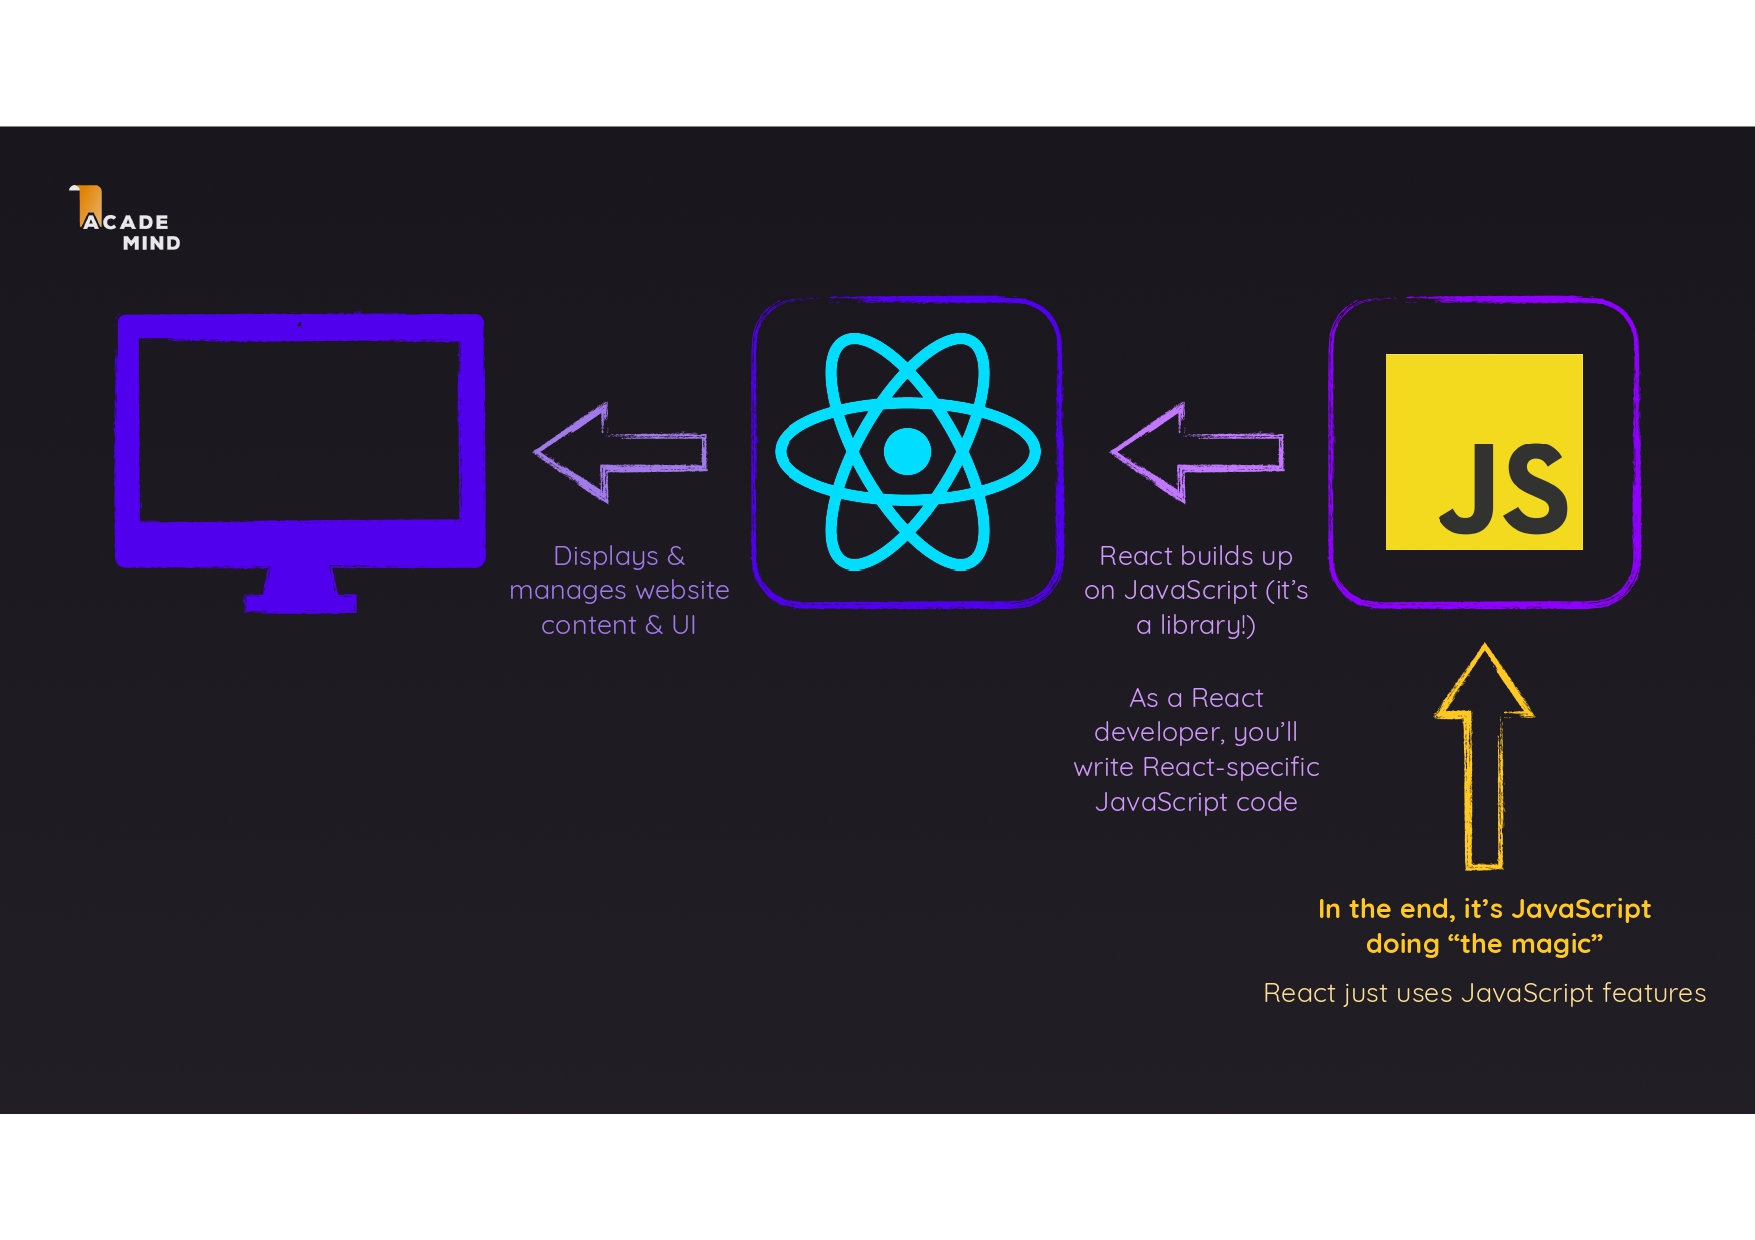 ACADE
MIND
JS
Displays &
manages website
content & UI
React builds up
on JavaScript (it’s
a library!)
As a React
developer, you’ll
write React-specific
JavaScript code
In the end, it’s JavaScript
doing “the magic”
React just uses JavaScript features